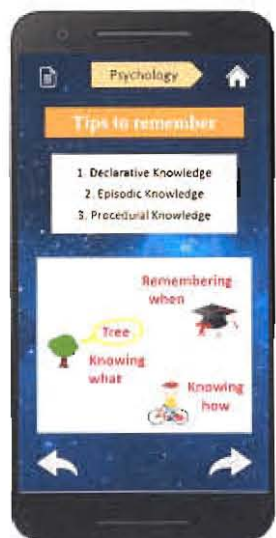 Psychology
Tips to remember
1. Declarative Knowledge
2. Episodic Knowledge
3. Procedural Knowledge
Remembering
when
Tree
Knowing
what
Knowing
how